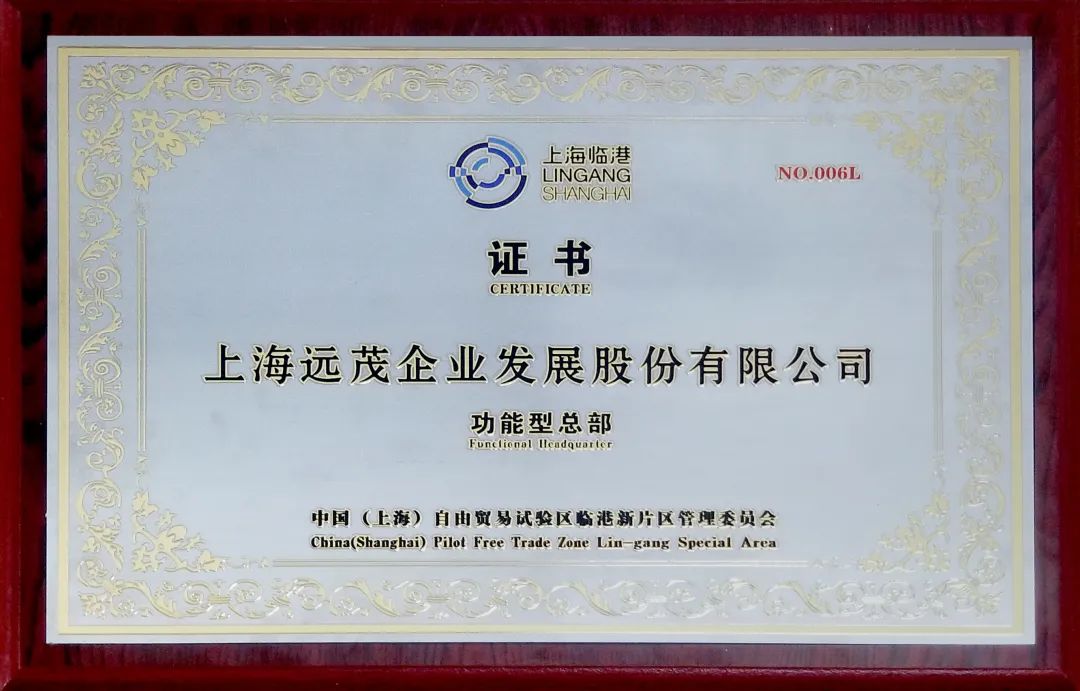 上海临港
LINGANG
SHANGHAI
NO.006L
证书
CERTIFICATE
上海远茂企业发展股份有限公司
功能型总部
Functional Headquarter
中国（上海）自由贸易试验区临港新片区管理委员会
China(Shanghai) Pilot Free Trade Zone Lin-gang Special Area